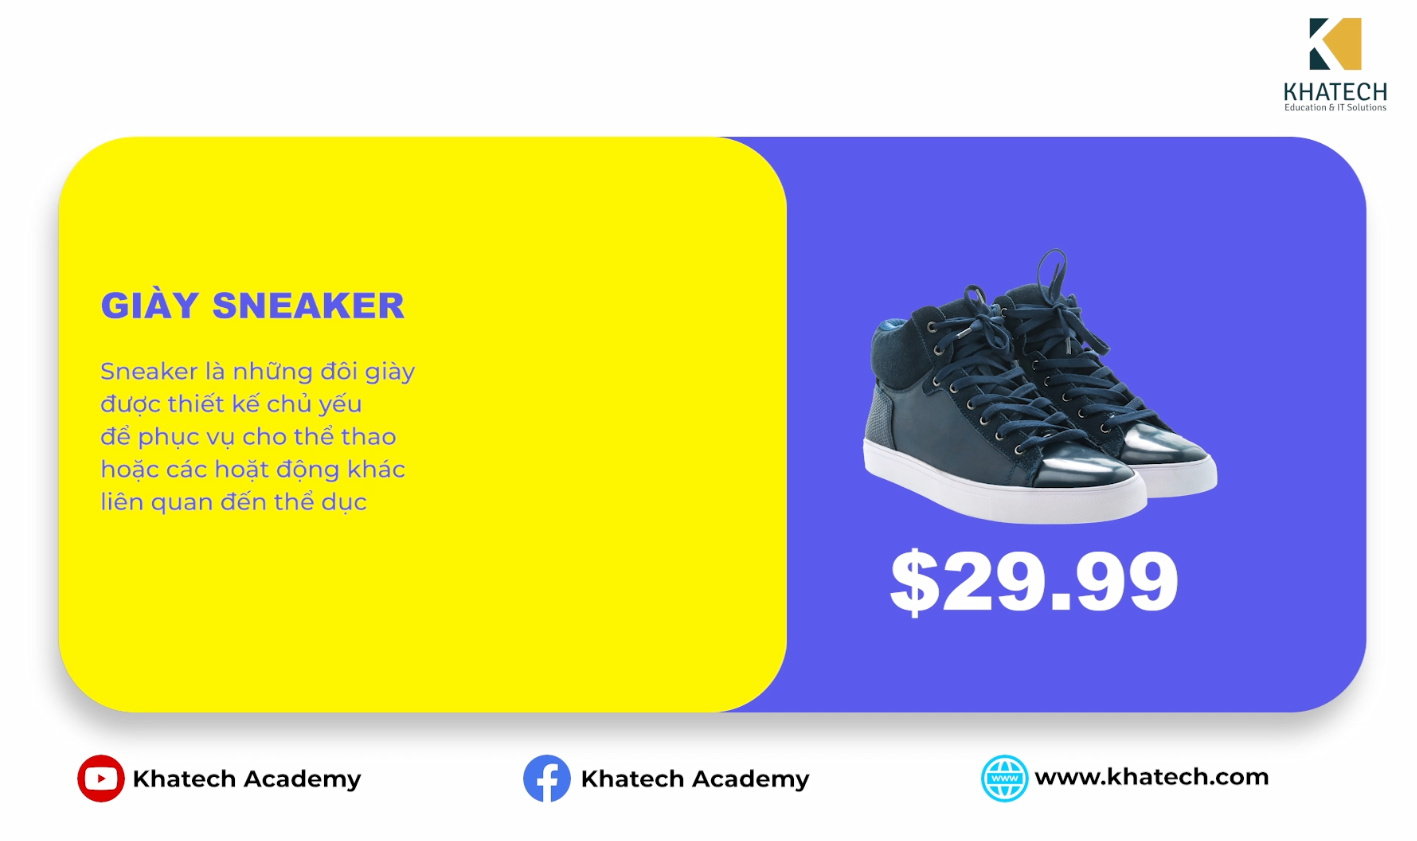 KHATECH
Education & IT Solutions
GIÀY SNEAKER
Sneaker là những đôi giày
được thiết kế chủ yếu
để phục vụ cho thể thao
hoặc các hoặt động khác
liên quan đến thể dục
$29.99
Khatech Academy
Khatech Academy
www
www.khatech.com